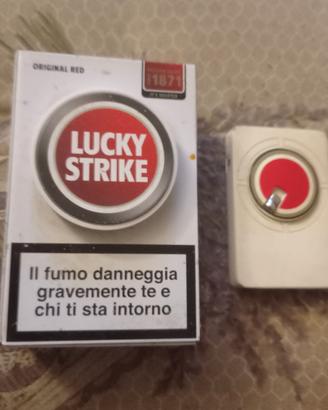 ORIGINAL RED
1871
LUCKY
STRIKE
Il fumo danneggia
gravemente te e
chi ti sta intorno